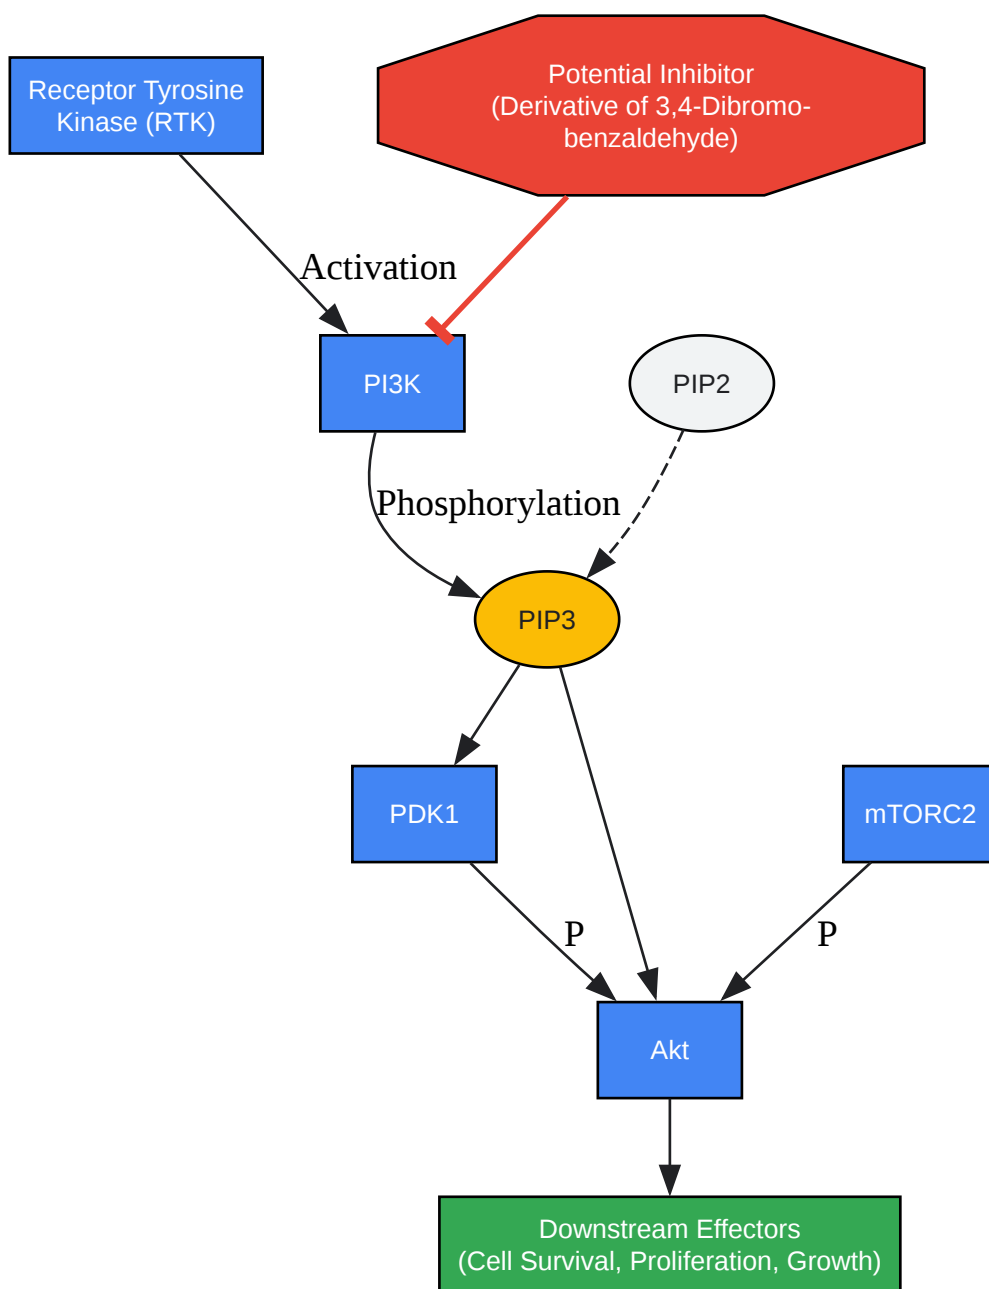 Receptor Tyrosine
Kinase (RTK)
Potential Inhibitor
(Derivative of 3,4-Dibromo-
benzaldehyde)
Activation
PI3K
PIP2
Phosphorylation
PIP3
PDK1
mTORC2
P
P
Akt
Downstream Effectors
(Cell Survival, Proliferation, Growth)